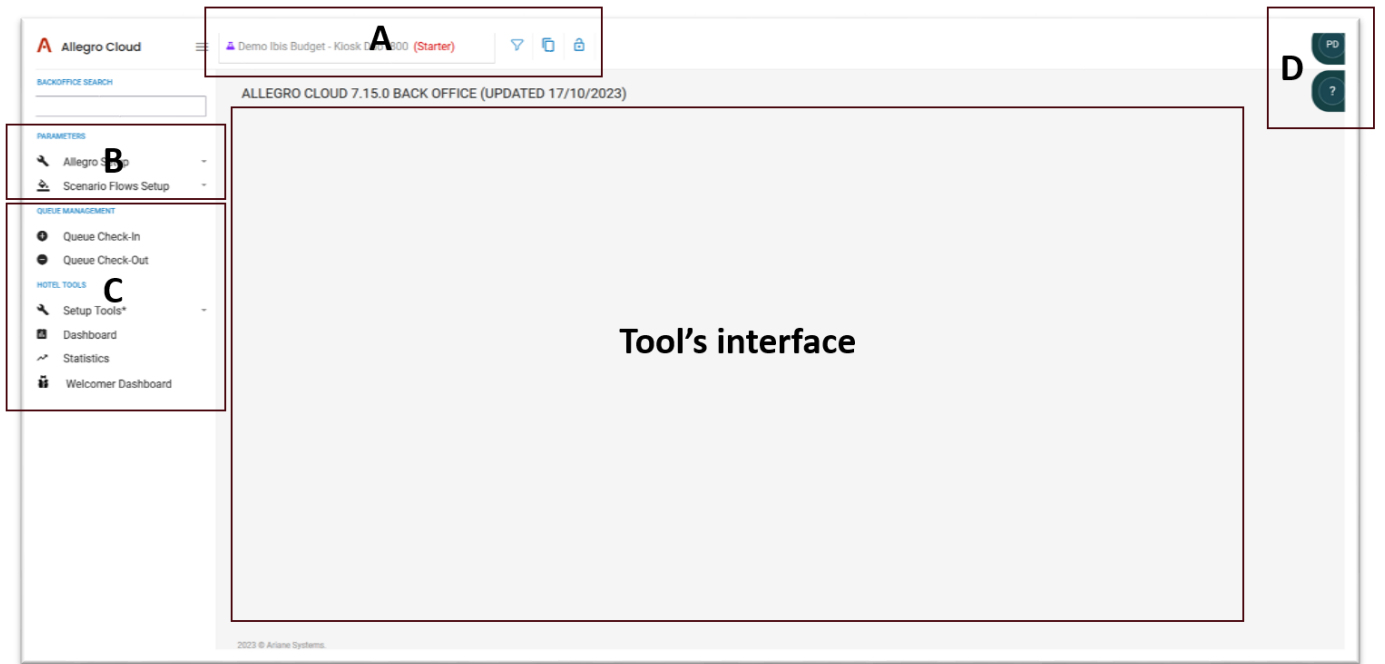 A
Allegro Cloud
Demo Ibis Budget - Kiosk (Starter)
D
PD
?
BACKOFFICE SEARCH
ALLEGRO CLOUD 7.15.0 BACK OFFICE (UPDATED 17/10/2023)
PARAMETERS
B
Allegro Setup
Scenario Flows Setup
QUEUE MANAGEMENT
Queue Check-In
Queue Check-Out
HOTEL TOOLS
C
Setup Tools*
Dashboard
Statistics
Welcomer Dashboard
Tool's interface
2023 © Ariane Systems.